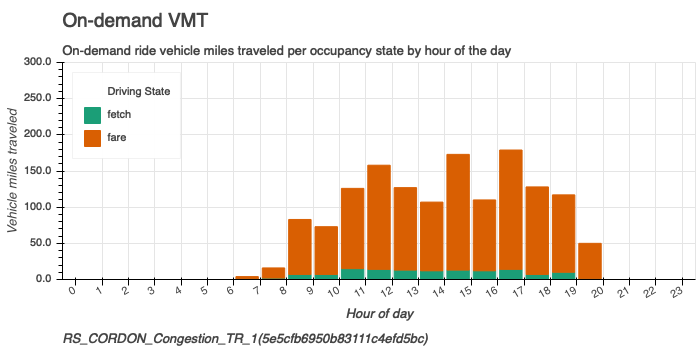 On-demand VMT
On-demand ride vehicle miles traveled per occupancy state by hour of the day
300.0
250.0
200.0
150.0
100.0
50.0
0.0
Vehicle miles traveled
Driving State
fetch
fare
0 1 2 3 4 5 6 7 8 9 10 11 12 13 14 15 16 17 18 19 20 21 22 23
Hour of day
RS_CORDON_Congestion_TR_1(5e5cfb6950b83111c4efd5bc)